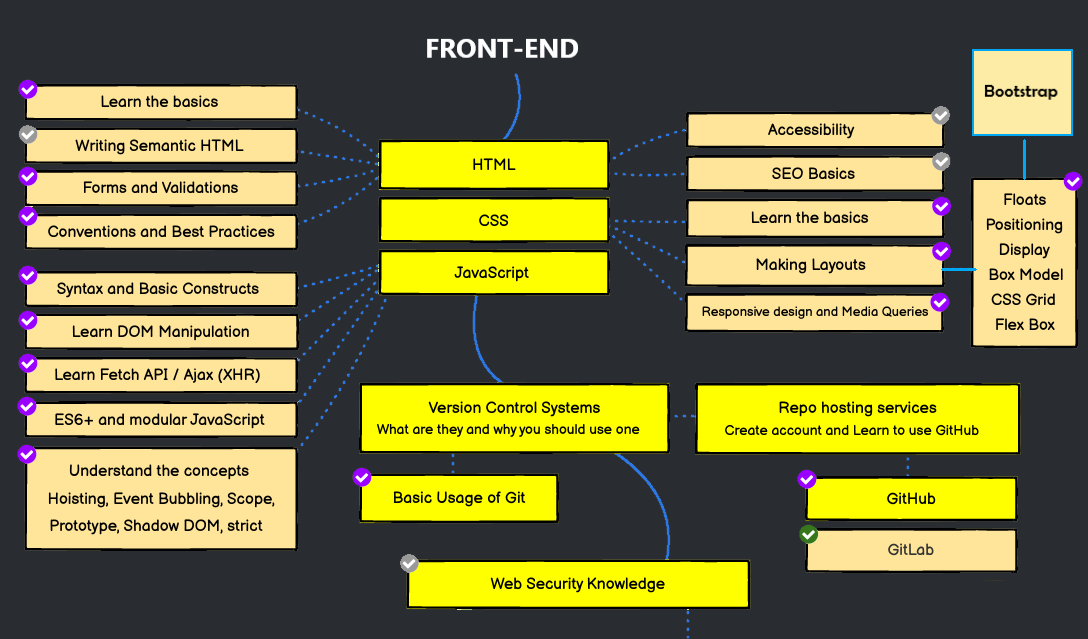 FRONT-END
Bootstrap
Learn the basics
Writing Semantic HTML
Forms and Validations
Conventions and Best Practices
HTML
CSS
JavaScript
Accessibility
SEO Basics
Learn the basics
Making Layouts
Responsive design and Media Queries
Floats
Positioning
Display
Box Model
CSS Grid
Flex Box
Syntax and Basic Constructs
Learn DOM Manipulation
Learn Fetch API / Ajax (XHR)
ES6+ and modular JavaScript
Understand the concepts
Hoisting, Event Bubbling, Scope,
Prototype, Shadow DOM, strict
Version Control Systems
What are they and why you should use one
Repo hosting services
Create account and Learn to use GitHub
Basic Usage of Git
GitHub
GitLab
Web Security Knowledge